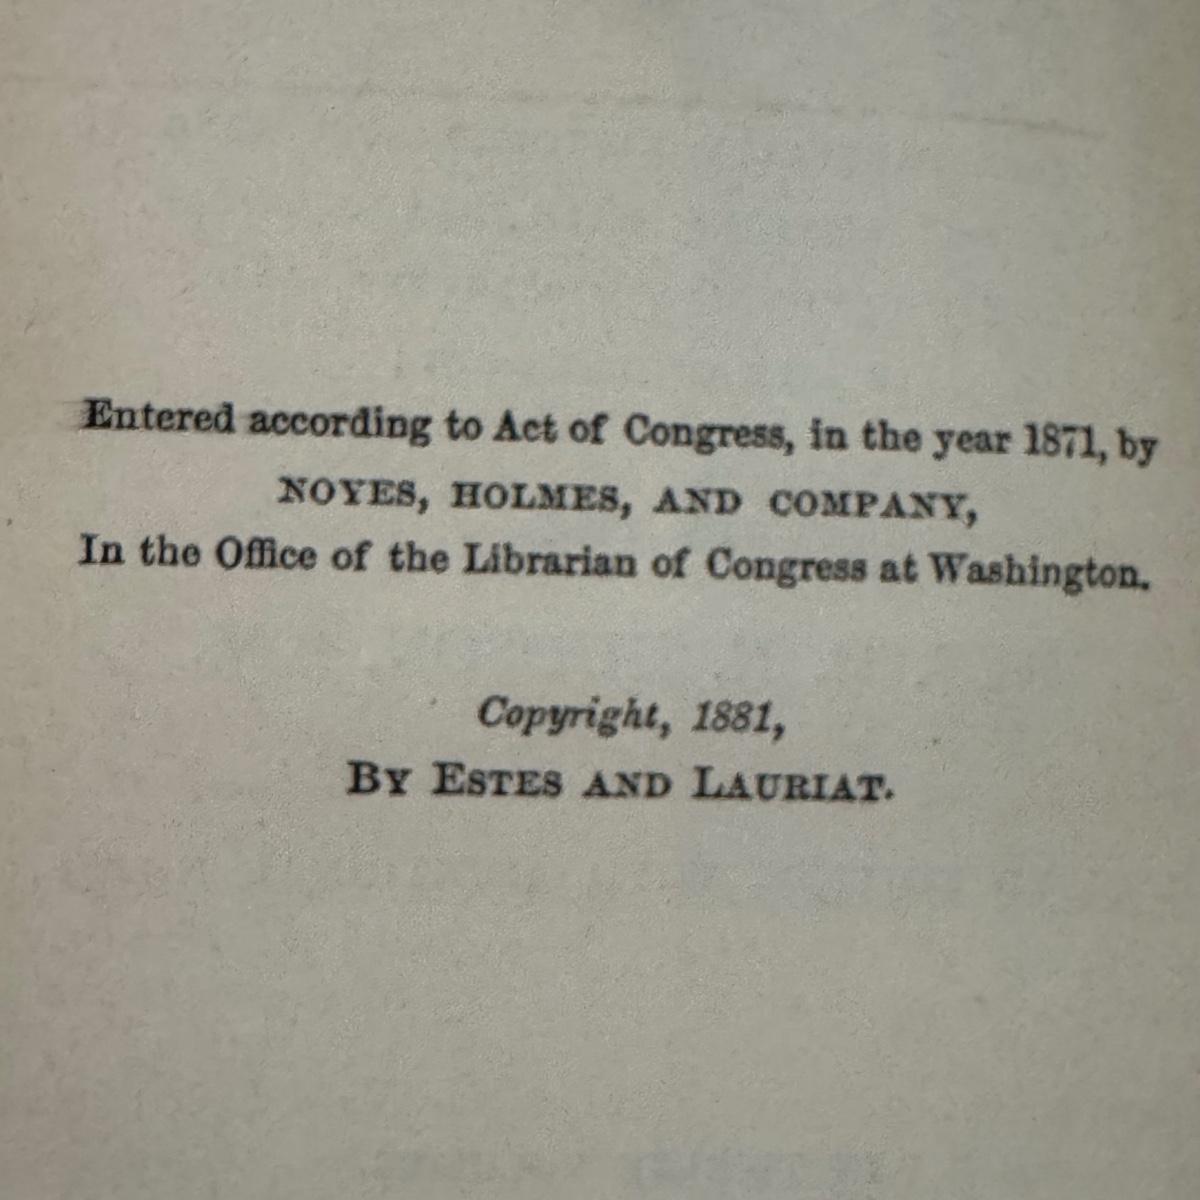 Entered according to Act of Congress, in the year 1871, by
NOYES, HOLMES, AND COMPANY,
In the Office of the Librarian of Congress at Washington.
Copyright, 1881,
BY ESTES AND LAURIAT.